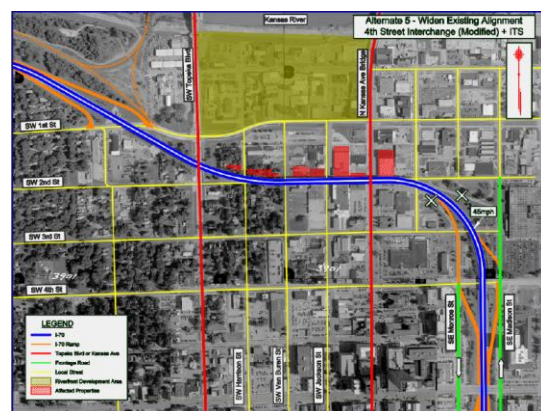 Kansas River
Alternate 5 - Widen Existing Alignment
4th Street Interchange (Modified) + ITS
SW Topeka Blvd
N Kansas Ave Bridge
SW 1st St
SW 2nd St
45mph
SW 3rd St
3901
3901
SW 4th St
SE Monroe St
SE Madison St
LEGEND
I-70
I-70 Ramp
Topeka Blvd or Kansas Ave
Frontage Road
Local Street
Riverfront Development Area
Affected Properties
SW Harrison St
SW Van Buren St
SW Jackson St